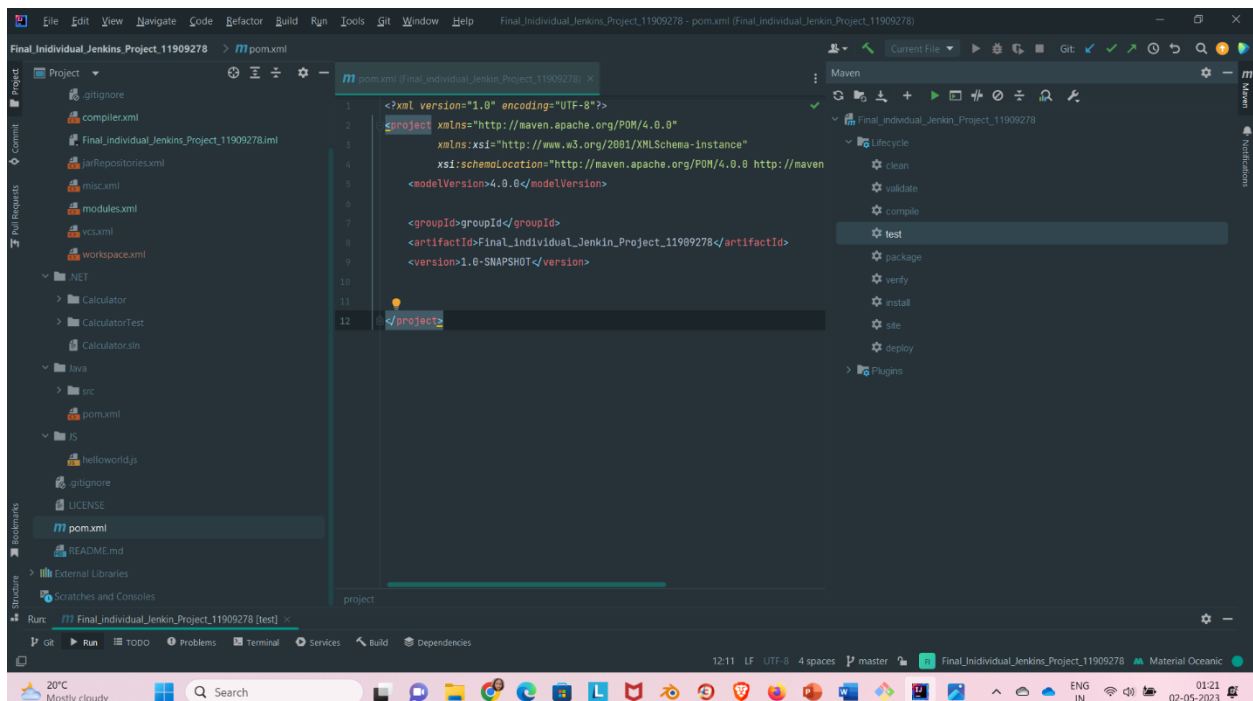 File Edit View Navigate Code Refactor Build Run Tools Git Window Help Final_Inidividual_Jenkins_Project_11909278 - pom.xml (Final_individual_Jenkin_Project_11909278)
Final_Inidividual_Jenkins_Project_11909278 > m pom.xml
Current File
Git:
Project
.gitignore
compiler.xml
Final_individual_Jenkins_Project_11909278.iml
jarRepositories.xml
misc.xml
modules.xml
vcs.xml
workspace.xml
.NET
Calculator
CalculatorTest
Calculator.sln
Java
src
pom.xml
JS
helloworld.js
.gitignore
LICENSE
m pom.xml
README.md
External Libraries
Scratches and Consoles
Project
Commit
Pull Requests
Bookmarks
Structure
m pom.xml (Final_individual_Jenkin_Project_11909278)
1 <?xml version="1.0" encoding="UTF-8"?>
2 <project xmlns="http://maven.apache.org/POM/4.0.0"
3 xmlns:xsi="http://www.w3.org/2001/XMLSchema-instance"
4 xsi:schemaLocation="http://maven.apache.org/POM/4.0.0 http://maven
5 <modelVersion>4.0.0</modelVersion>
6
7 <groupId>groupId</groupId>
8 <artifactId>Final_individual_Jenkin_Project_11909278</artifactId>
9 <version>1.0-SNAPSHOT</version>
10
11
12 </project>
project
Maven
Final_individual_Jenkin_Project_11909278
Lifecycle
clean
validate
compile
test
package
verify
install
site
deploy
Plugins
m Maven
Notifications
Run: m Final_individual_Jenkin_Project_11909278 [test]
Git Run TODO Problems Terminal Services Build Dependencies
12:11 LF UTF-8 4 spaces master Final_Inidividual_Jenkins_Project_11909278 Material Oceanic
20°C
Mostly cloudy
Search
ENG
IN
01:21
02-05-2023